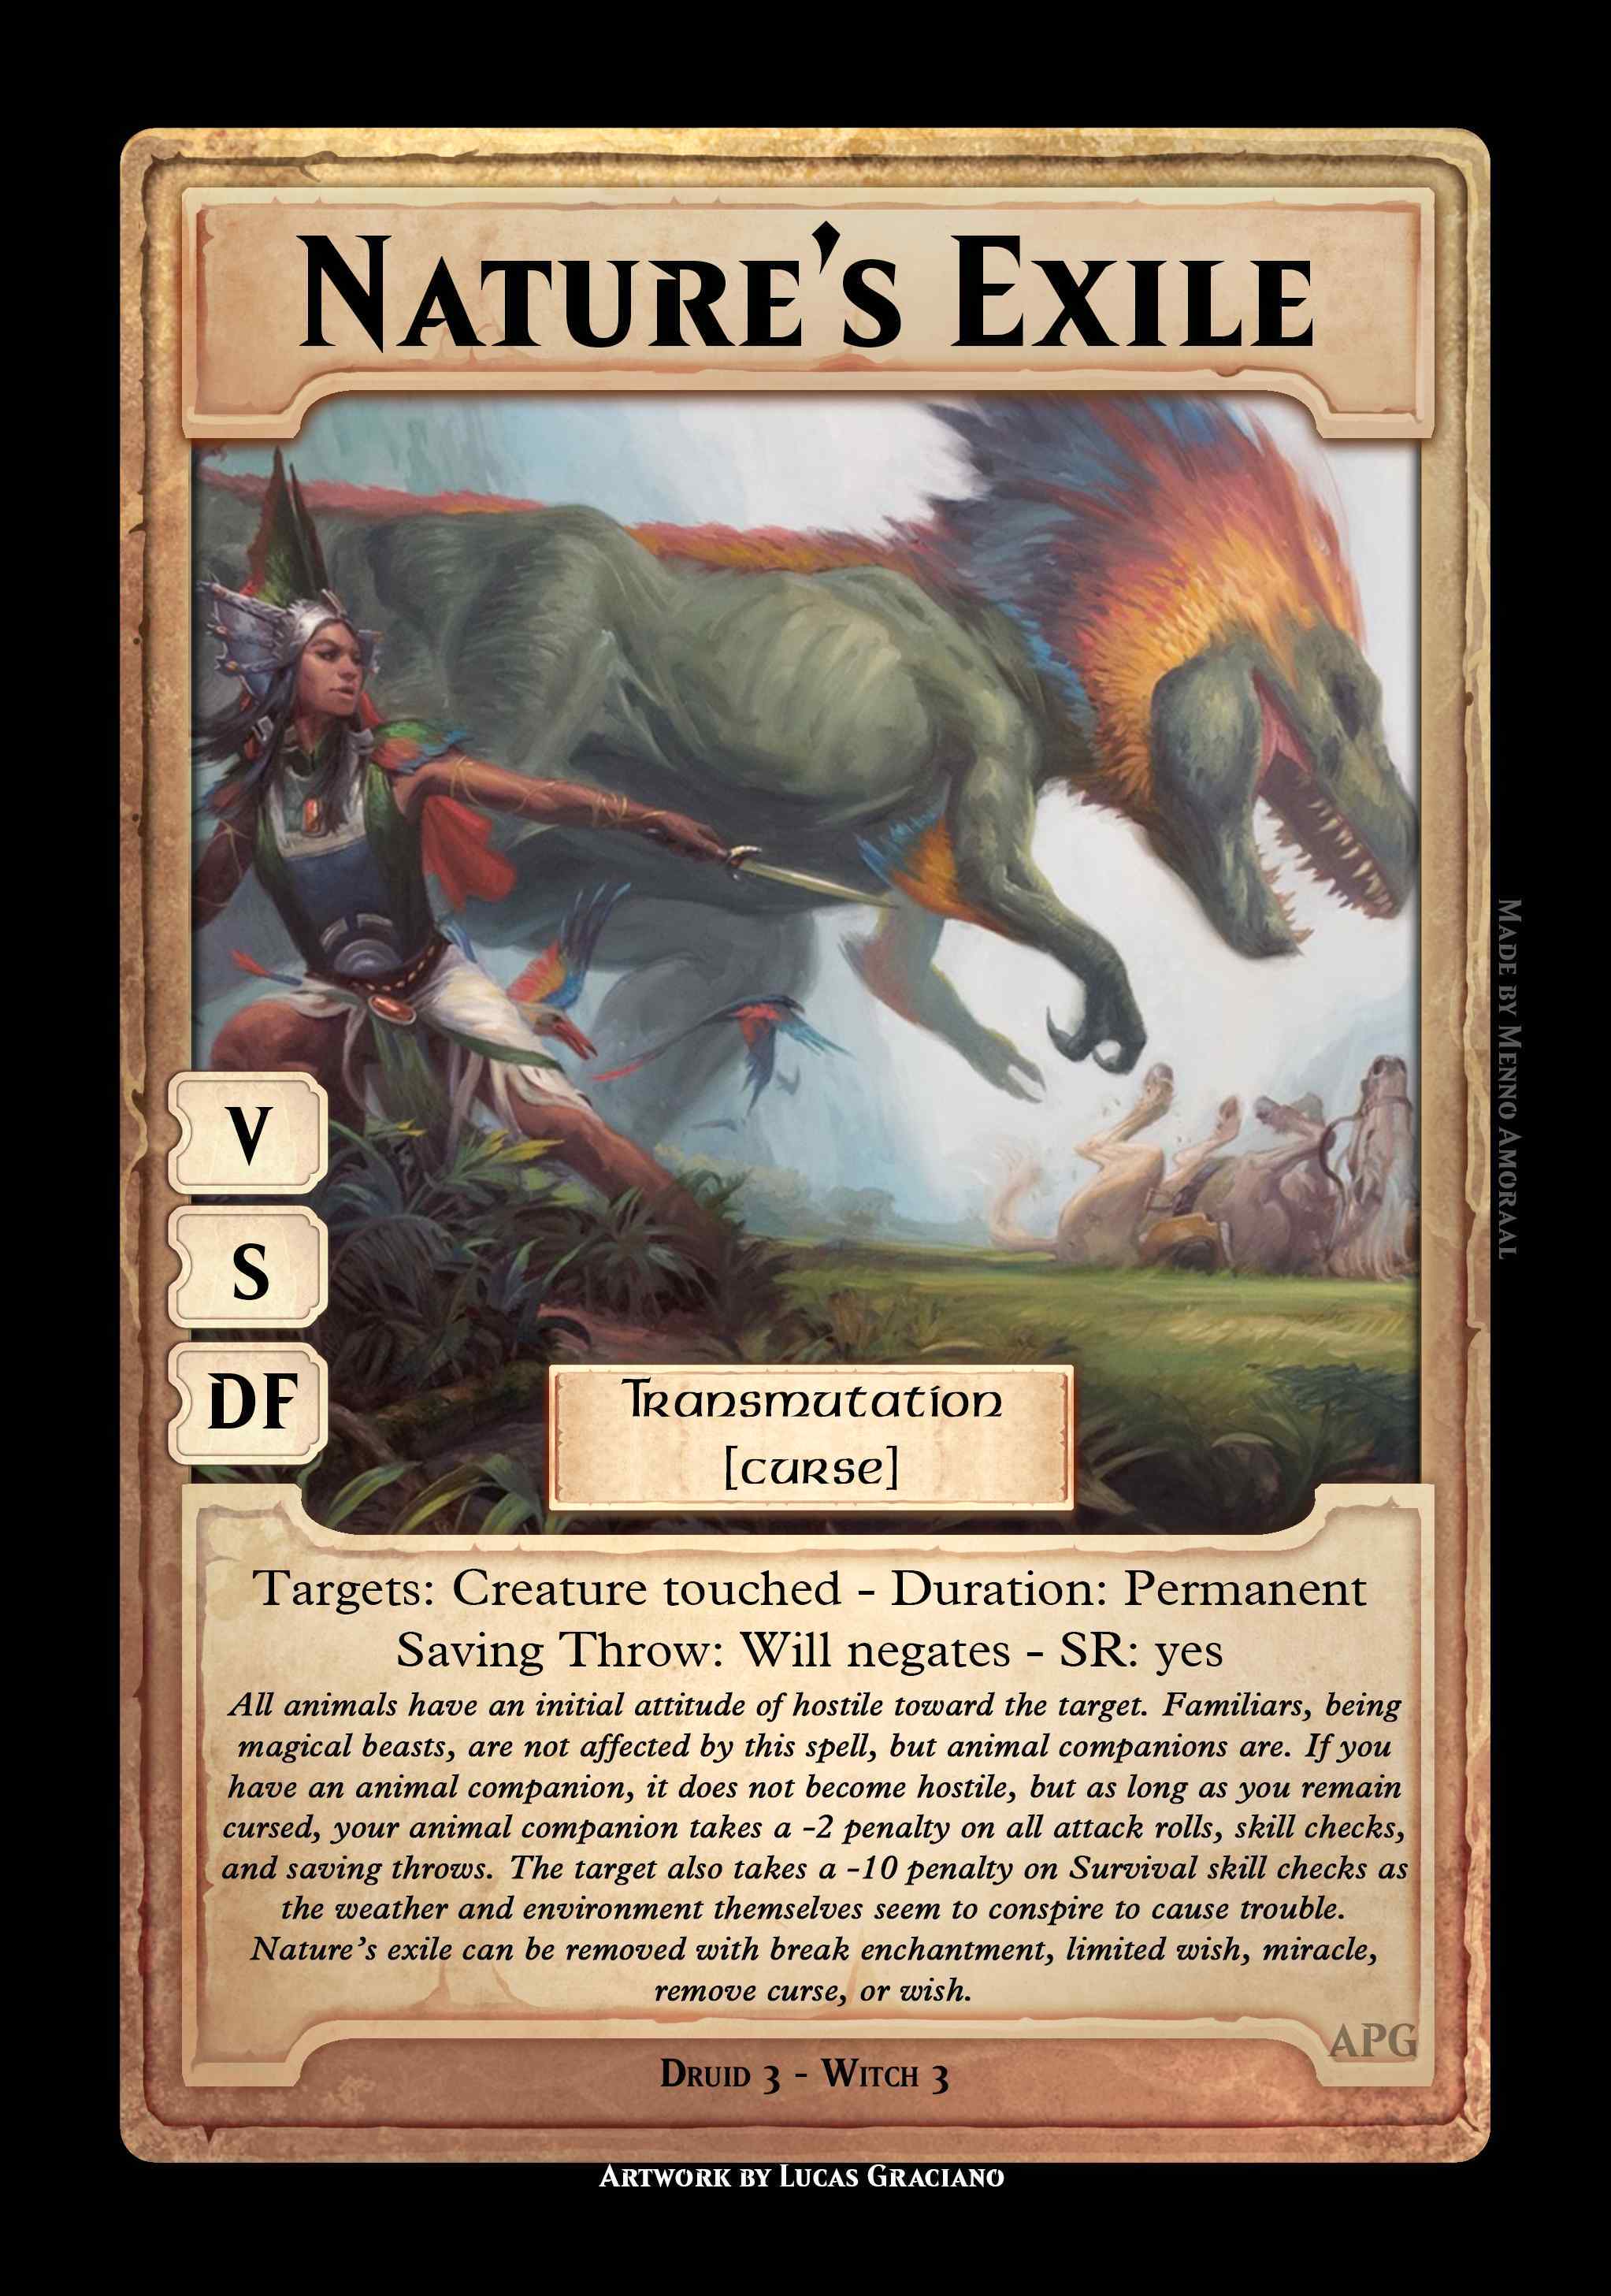 Nature's Exile
V
S
DF
Transmutation
[curse]
Targets: Creature touched - Duration: Permanent
Saving Throw: Will negates - SR: yes
All animals have an initial attitude of hostile toward the target. Familiars, being
magical beasts, are not affected by this spell, but animal companions are. If you
have an animal companion, it does not become hostile, but as long as you remain
cursed, your animal companion takes a -2 penalty on all attack rolls, skill checks,
and saving throws. The target also takes a -10 penalty on Survival skill checks as
the weather and environment themselves seem to conspire to cause trouble.
Nature's exile can be removed with break enchantment, limited wish, miracle,
remove curse, or wish.
APG
Druid 3 - Witch 3
Artwork by Lucas Graciano
Made by Menno Amoraal